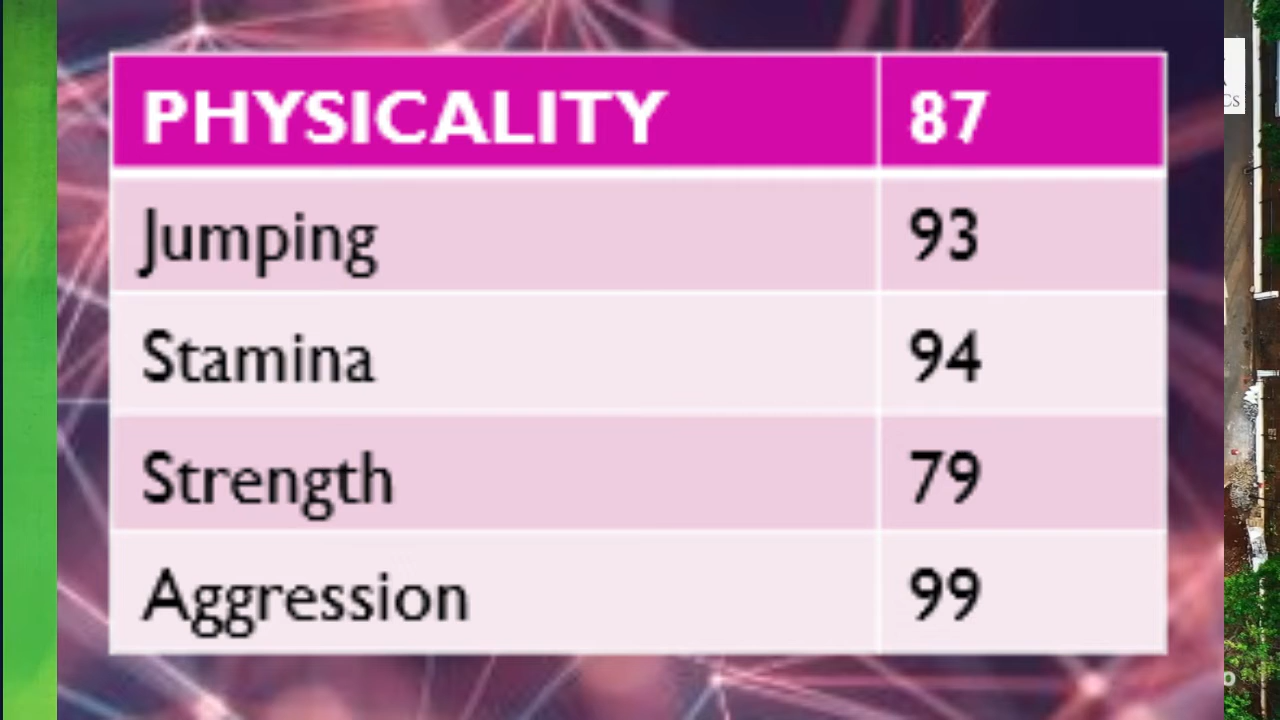 PHYSICALITY 87
Jumping 93
Stamina 94
Strength 79
Aggression 99